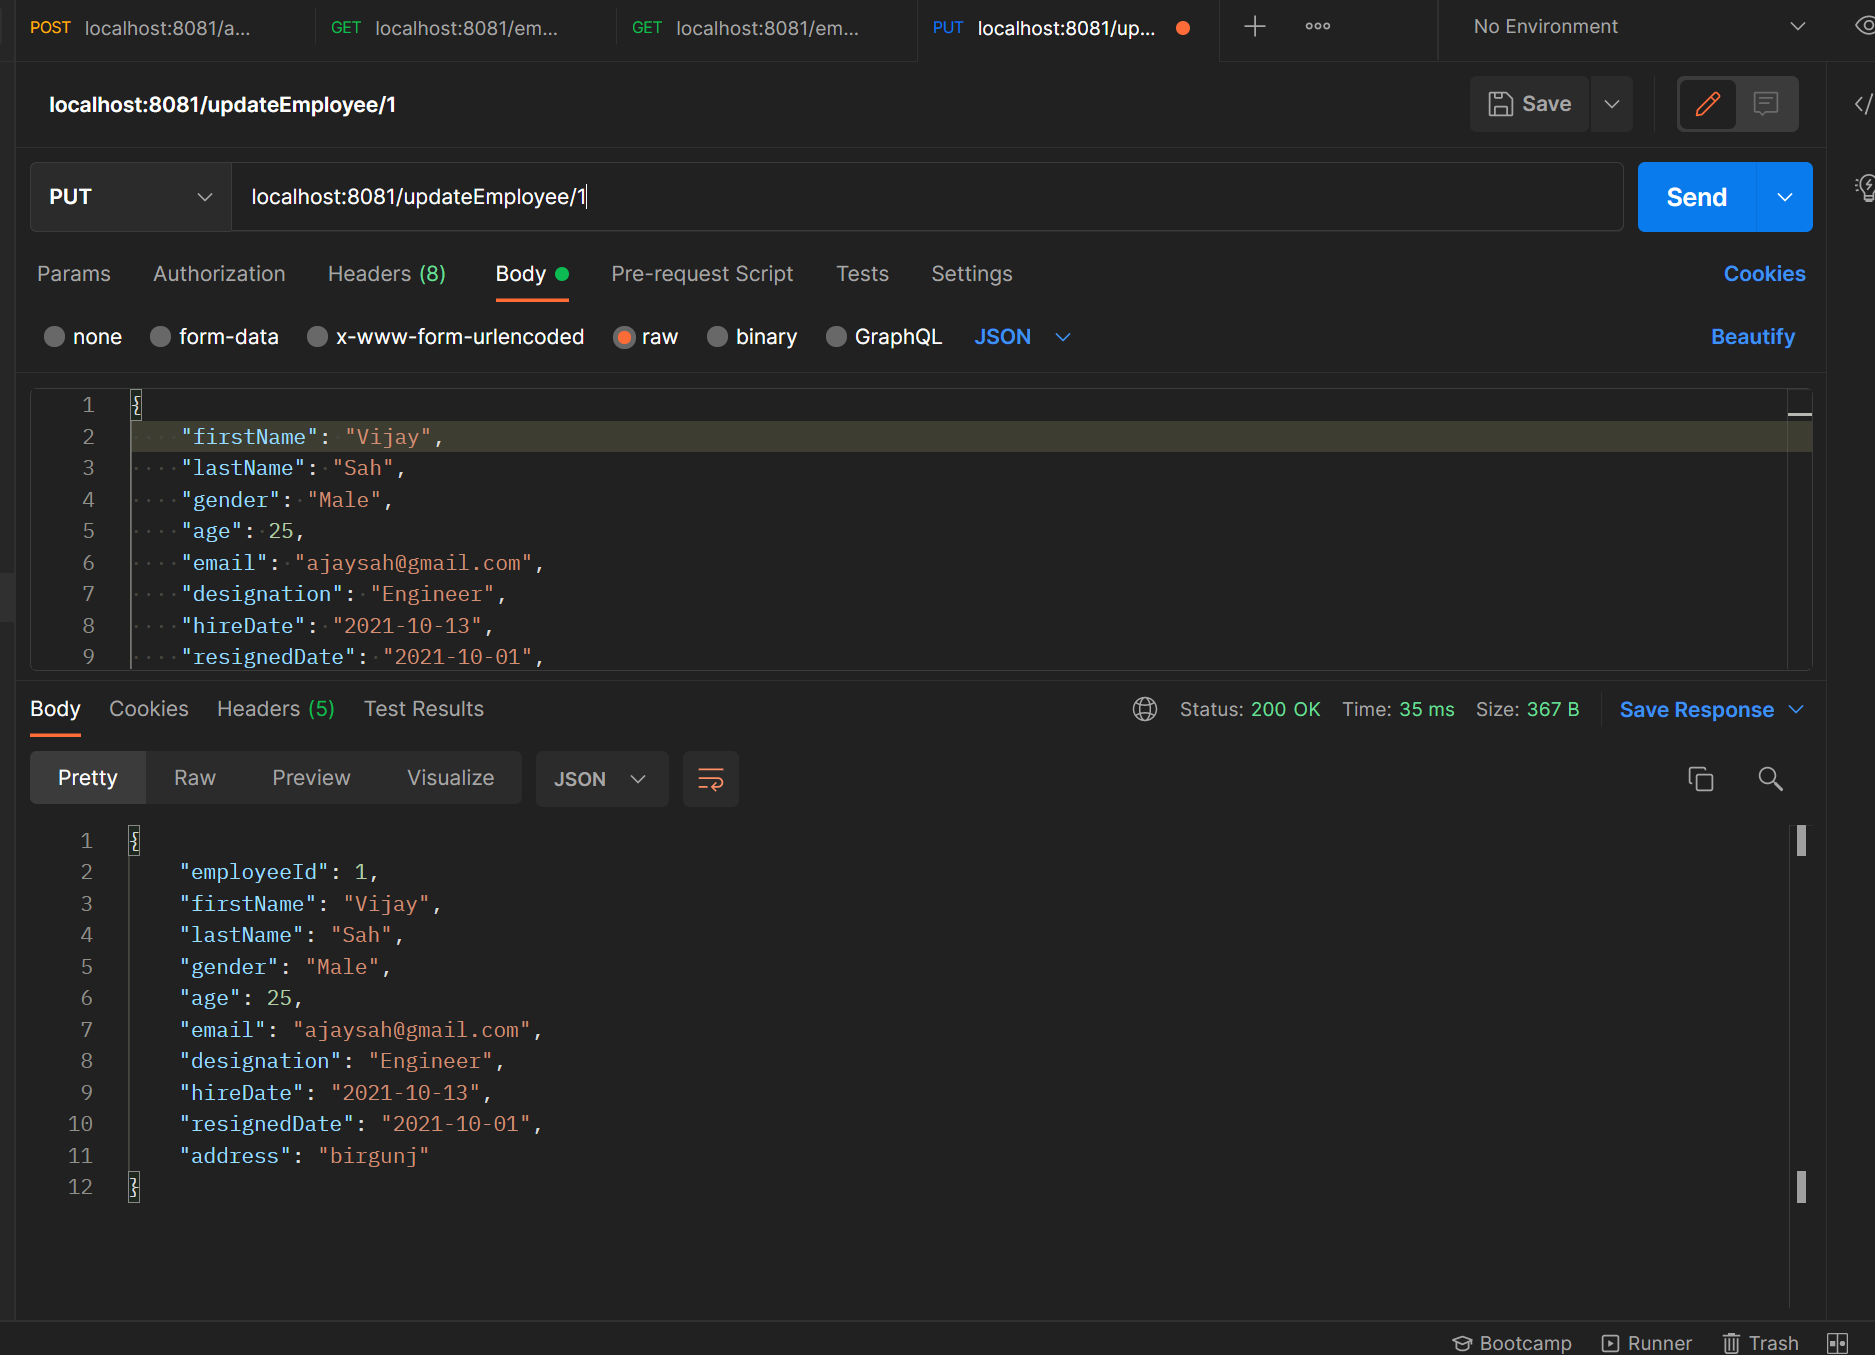 POST localhost:8081/a... GET localhost:8081/em... GET localhost:8081/em... PUT localhost:8081/up... No Environment
localhost:8081/updateEmployee/1 Save
PUT localhost:8081/updateEmployee/1 Send
Params Authorization Headers (8) Body Pre-request Script Tests Settings Cookies
none form-data x-www-form-urlencoded raw binary GraphQL JSON Beautify
1 {
2 "firstName": "Vijay",
3 "lastName": "Sah",
4 "gender": "Male",
5 "age": 25,
6 "email": "ajaysah@gmail.com",
7 "designation": "Engineer",
8 "hireDate": "2021-10-13",
9 "resignedDate": "2021-10-01",
Body Cookies Headers (5) Test Results Status: 200 OK Time: 35 ms Size: 367 B Save Response
Pretty Raw Preview Visualize JSON
1 {
2 "employeeId": 1,
3 "firstName": "Vijay",
4 "lastName": "Sah",
5 "gender": "Male",
6 "age": 25,
7 "email": "ajaysah@gmail.com",
8 "designation": "Engineer",
9 "hireDate": "2021-10-13",
10 "resignedDate": "2021-10-01",
11 "address": "birgunj"
12 }
Bootcamp Runner Trash